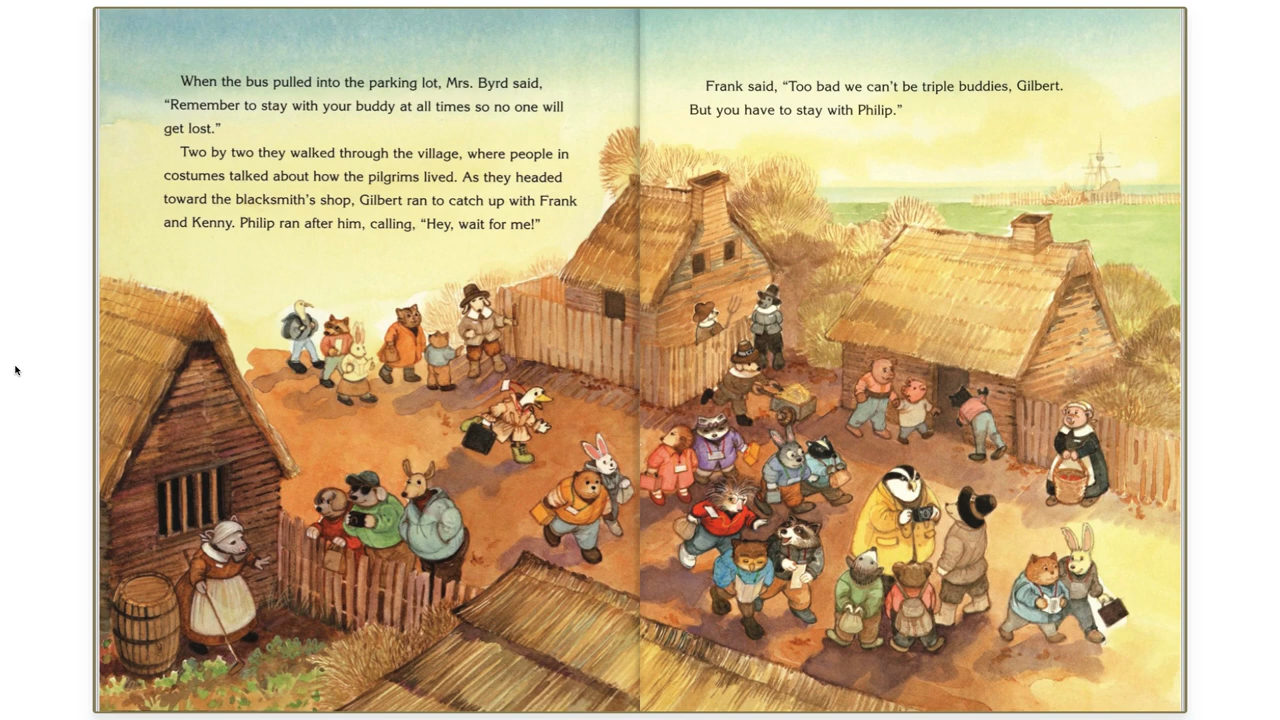 When the bus pulled into the parking lot, Mrs. Byrd said,
“Remember to stay with your buddy at all times so no one will
get lost.”
Two by two they walked through the village, where people in
costumes talked about how the pilgrims lived. As they headed
toward the blacksmith’s shop, Gilbert ran to catch up with Frank
and Kenny. Philip ran after him, calling, “Hey, wait for me!”
Frank said, “Too bad we can’t be triple buddies, Gilbert.
But you have to stay with Philip.”